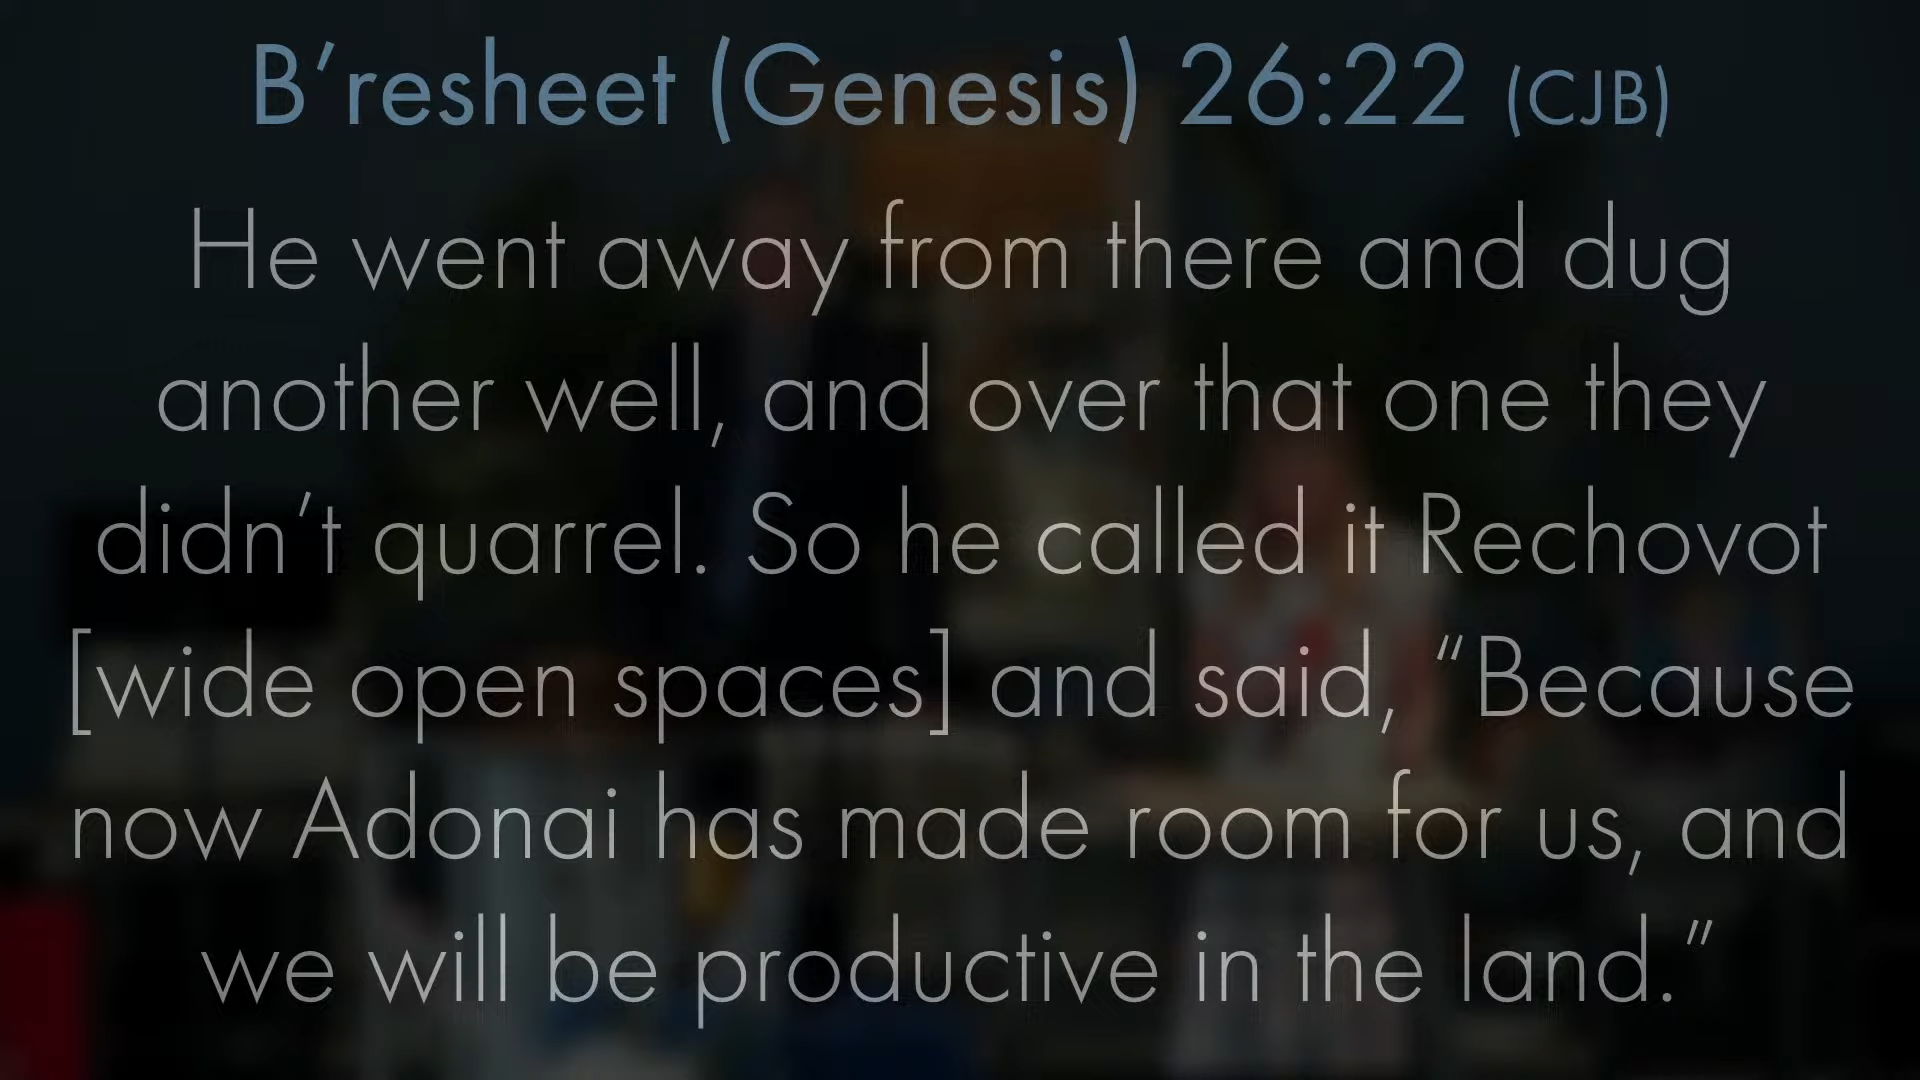 B’resheet (Genesis) 26:22 (CJB)
He went away from there and dug
another well, and over that one they
didn’t quarrel. So he called it Rechovot
[wide open spaces] and said, “Because
now Adonai has made room for us, and
we will be productive in the land.”